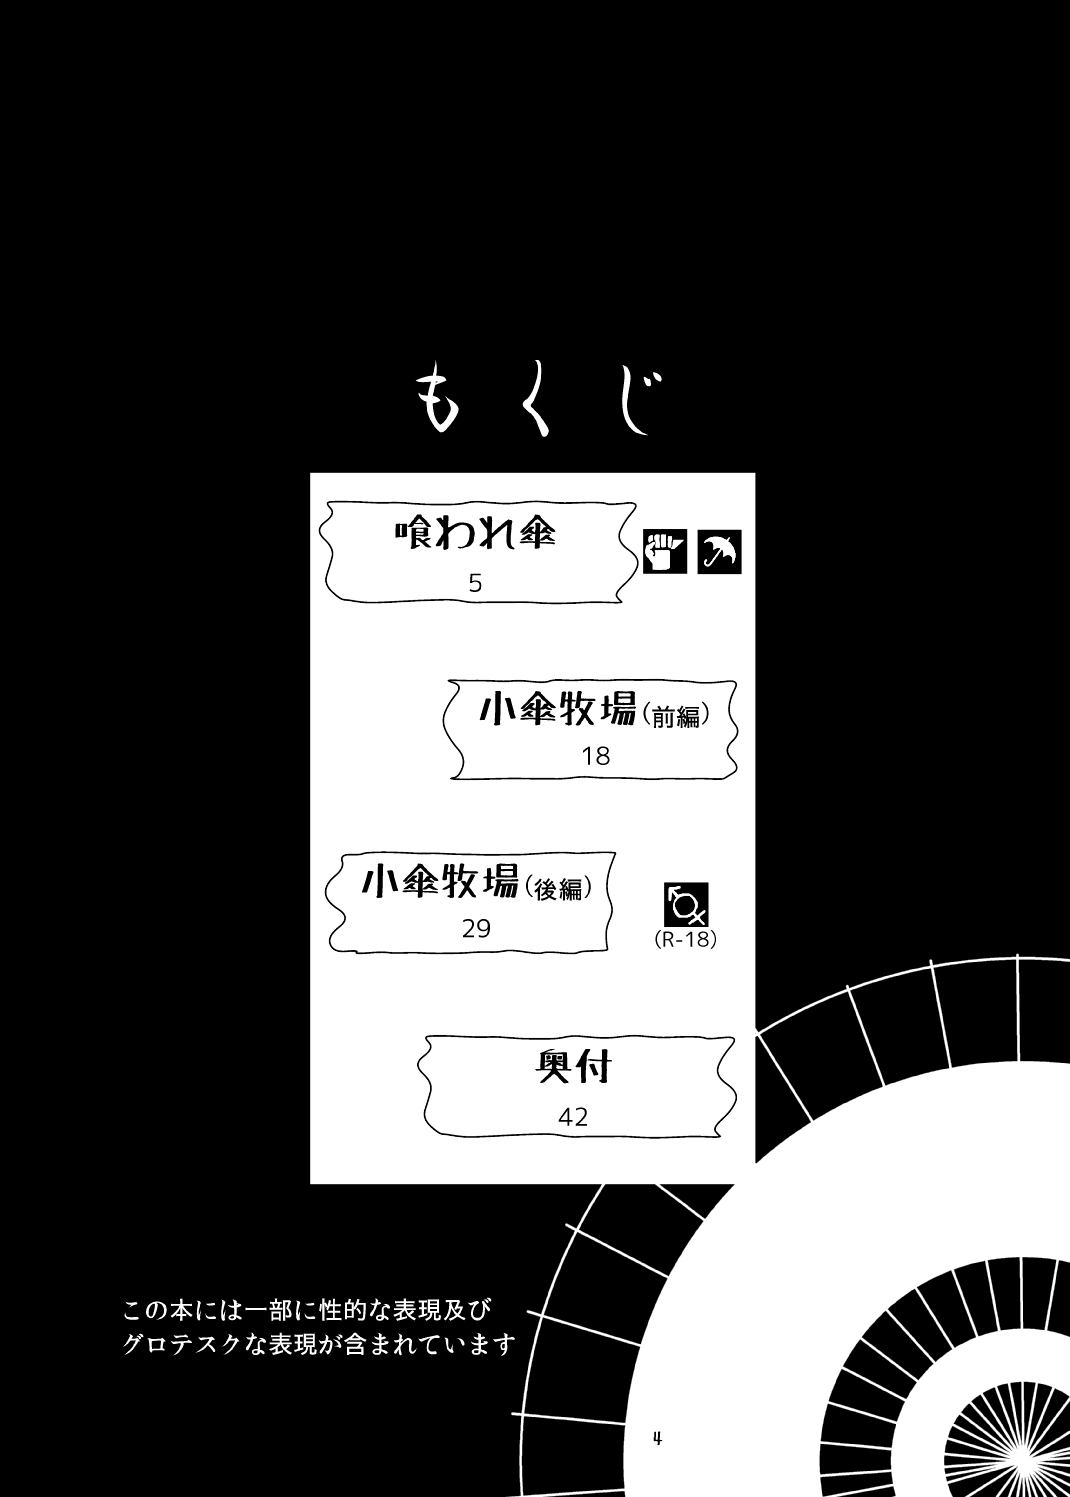 もくじ
喰われ傘
5
小傘牧場(前編)
18
小傘牧場(後編)
29
(R-18)
奥付
42
この本には一部に性的な表現及び
グロテスクな表現が含まれています
4